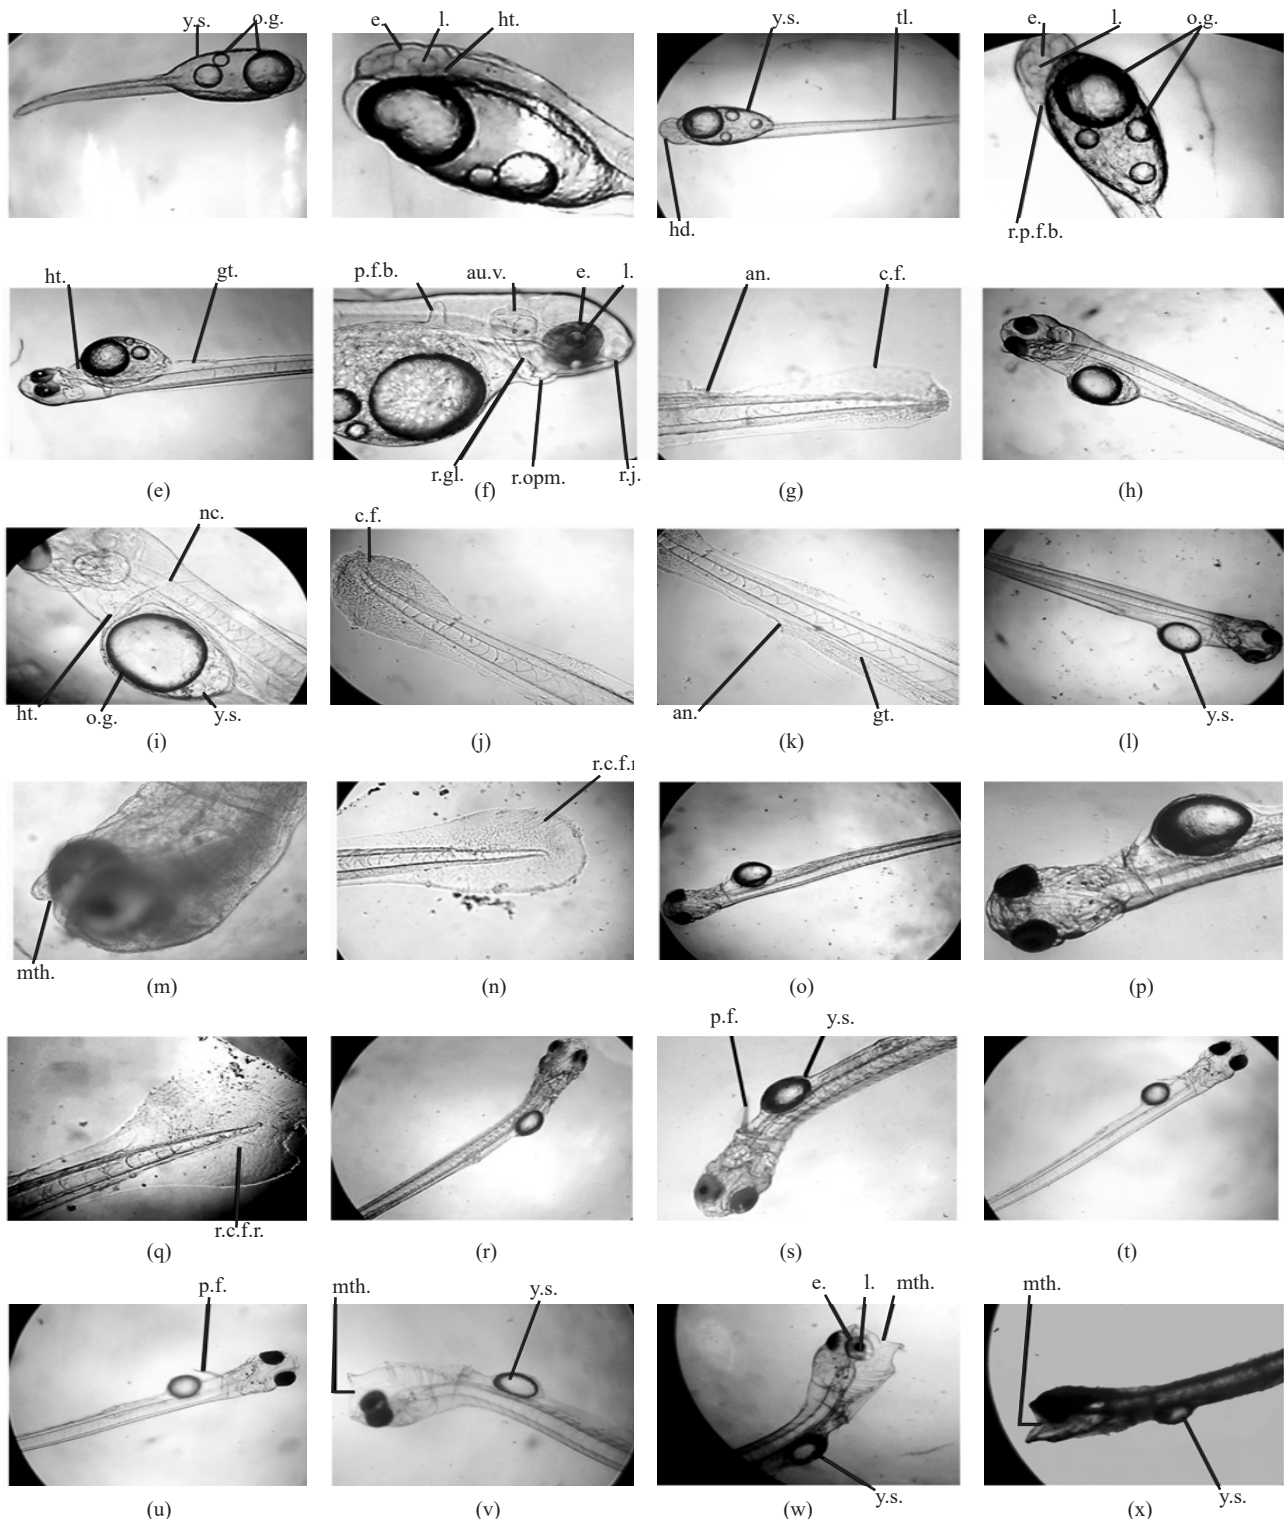 y.s. o.g. e. l. ht. y.s. tl. e. l. o.g.
hd. r.p.f.b.
ht. gt. p.f.b. au.v. e. l. an. c.f.
r.gl. r.opm. r.j.
(e) (f) (g) (h)
nc. c.f.
ht. o.g. y.s. an. gt. y.s.
(i) (j) (k) (l)
r.c.f.r
mth.
(m) (n) (o) (p)
p.f. y.s.
r.c.f.r.
(q) (r) (s) (t)
p.f. mth. y.s. e. l. mth. mth.
y.s. y.s.
(u) (v) (w) (x)